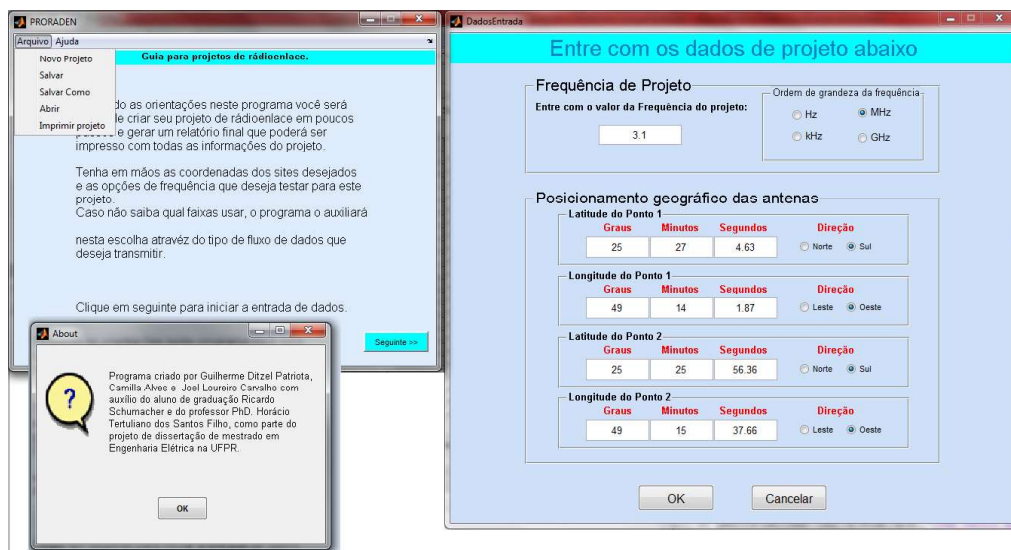 PRORADEN
Arquivo Ajuda
Guia para projetos de rádioenlace.
Novo Projeto
Salvar
Salvar Como
Abrir
Imprimir projeto
do as orientações neste programa você será
de criar seu projeto de rádioenlace em poucos
e gerar um relatório final que poderá ser
impresso com todas as informações do projeto.
Tenha em mãos as coordenadas dos sites desejados
e as opções de frequência que deseja testar para este
projeto.
Caso não saiba qual faixas usar, o programa o auxiliará
nesta escolha atravéz do tipo de fluxo de dados que
deseja transmitir.
Clique em seguinte para iniciar a entrada de dados.
Seguinte >>
About
Programa criado por Guilherme Ditzel Patriota,
Camilla Alves e Joel Loureiro Carvalho com
auxílio do aluno de graduação Ricardo
Schumacher e do professor PhD. Horácio
Tertuliano dos Santos Filho, como parte do
projeto de dissertação de mestrado em
Engenharia Elétrica na UFPR.
OK
DadosEntrada
Entre com os dados de projeto abaixo
Frequência de Projeto
Entre com o valor da Frequência do projeto:
3.1
Ordem de grandeza da frequência
Hz MHz
kHz GHz
Posicionamento geográfico das antenas
Latitude do Ponto 1
Graus Minutos Segundos Direção
25 27 4.63 Norte Sul
Longitude do Ponto 1
Graus Minutos Segundos Direção
49 14 1.87 Leste Oeste
Latitude do Ponto 2
Graus Minutos Segundos Direção
25 25 56.36 Norte Sul
Longitude do Ponto 2
Graus Minutos Segundos Direção
49 15 37.66 Leste Oeste
OK Cancelar